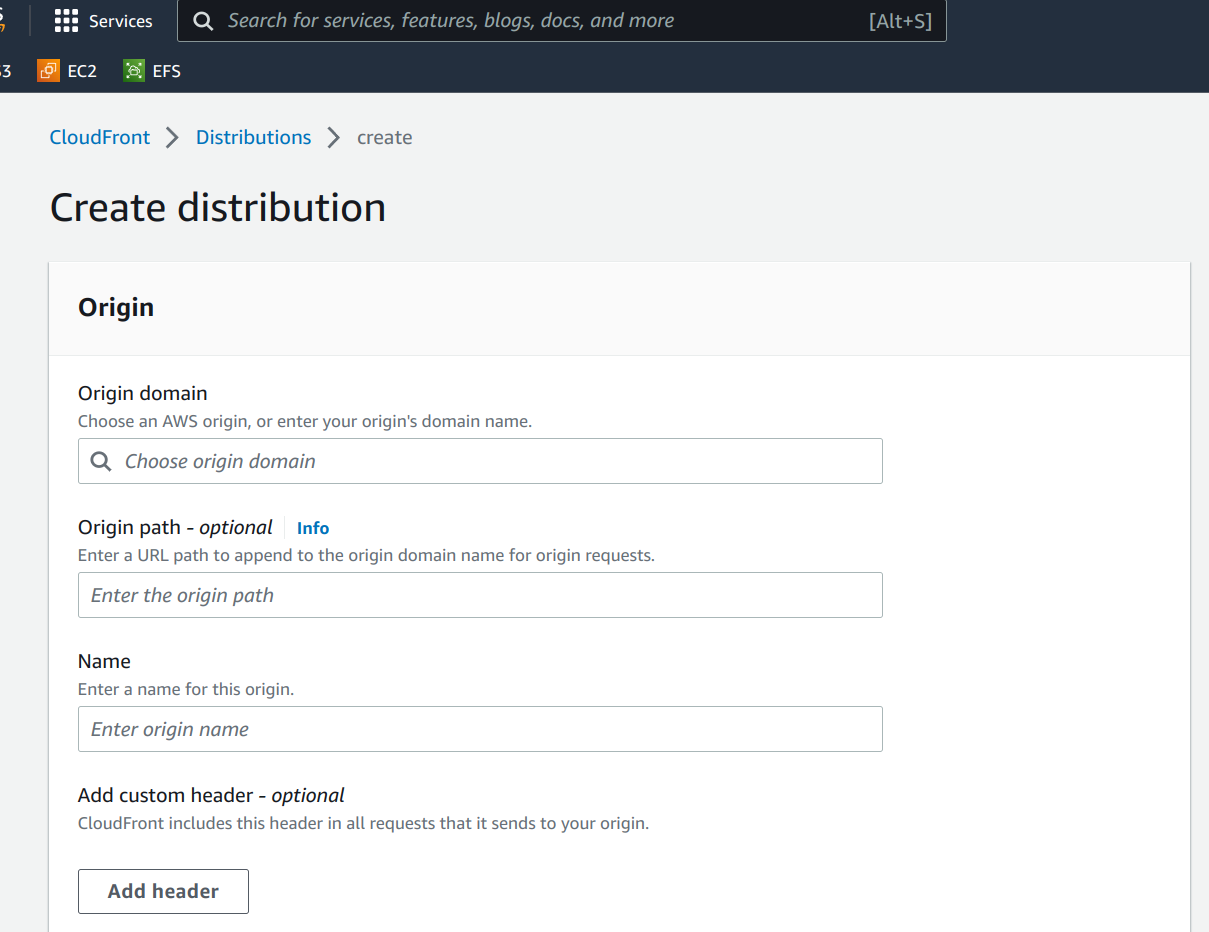 Services
Search for services, features, blogs, docs, and more [Alt+S]
EC2 EFS
CloudFront Distributions create
Create distribution
Origin
Origin domain
Choose an AWS origin, or enter your origin's domain name.
Choose origin domain
Origin path - optional Info
Enter a URL path to append to the origin domain name for origin requests.
Enter the origin path
Name
Enter a name for this origin.
Enter origin name
Add custom header - optional
CloudFront includes this header in all requests that it sends to your origin.
Add header